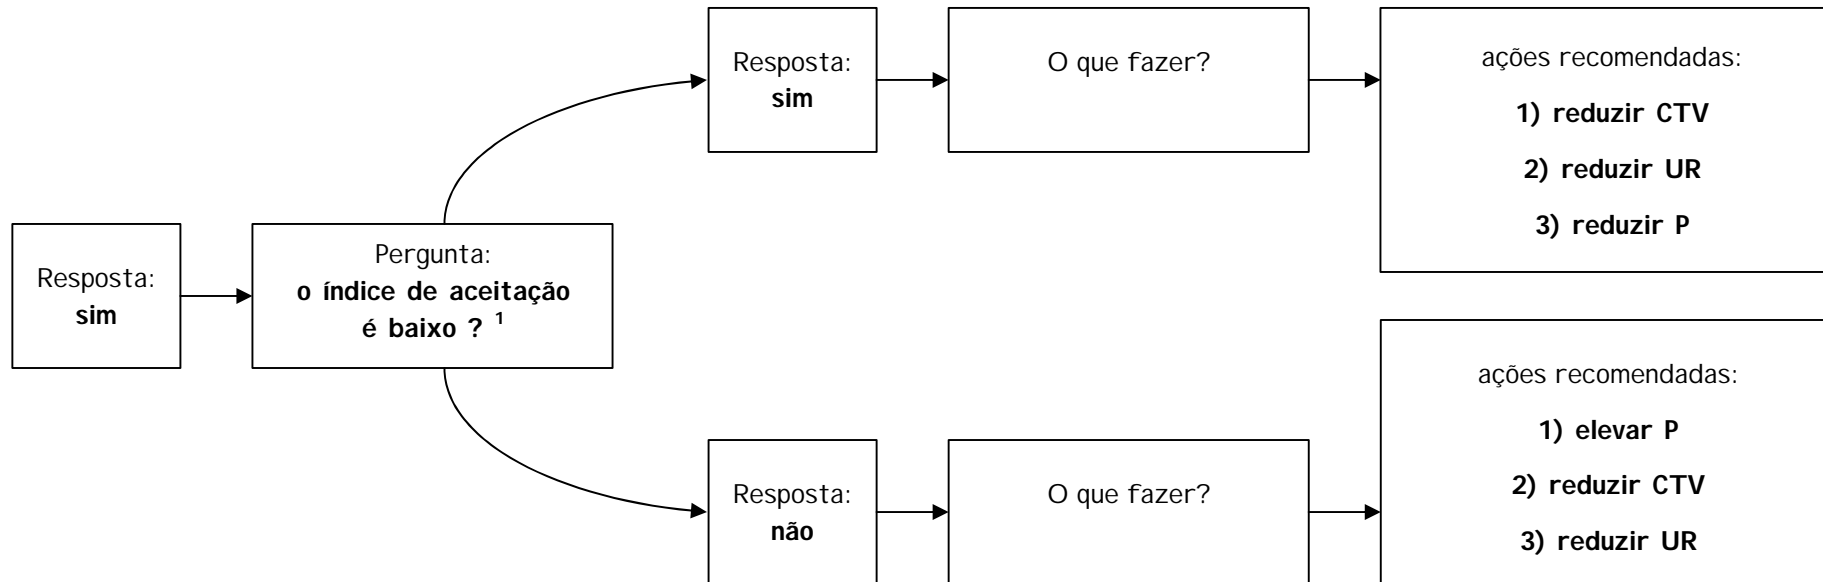 Resposta:
sim
Pergunta:
o índice de aceitação
é baixo ? 1
Resposta:
sim
O que fazer?
ações recomendadas:
1) reduzir CTV
2) reduzir UR
3) reduzir P
Resposta:
não
O que fazer?
ações recomendadas:
1) elevar P
2) reduzir CTV
3) reduzir UR